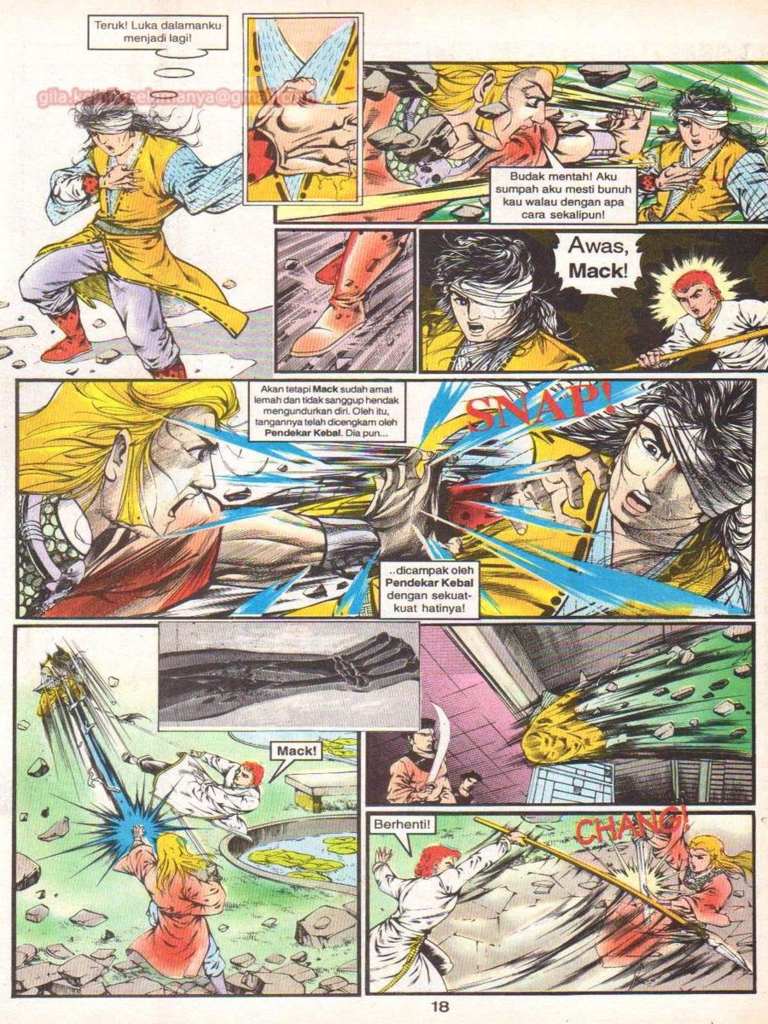 Teruk! Luka dalamanku
menjadi lagi!
Budak mentah! Aku
sumpah aku mesti bunuh
kau walau dengan apa
cara sekalipun!
Awas,
Mack!
Akan tetapi Mack sudah amat
lemah dan tidak sanggup hendak
mengundurkan diri. Oleh itu,
tangannya telah dicengkam oleh
Pendekar Kebal. Dia pun...
SNAP!
..dicampak oleh
Pendekar Kebal
dengan sekuat-
kuat hatinya!
Mack!
Berhenti!
CHANG!
18